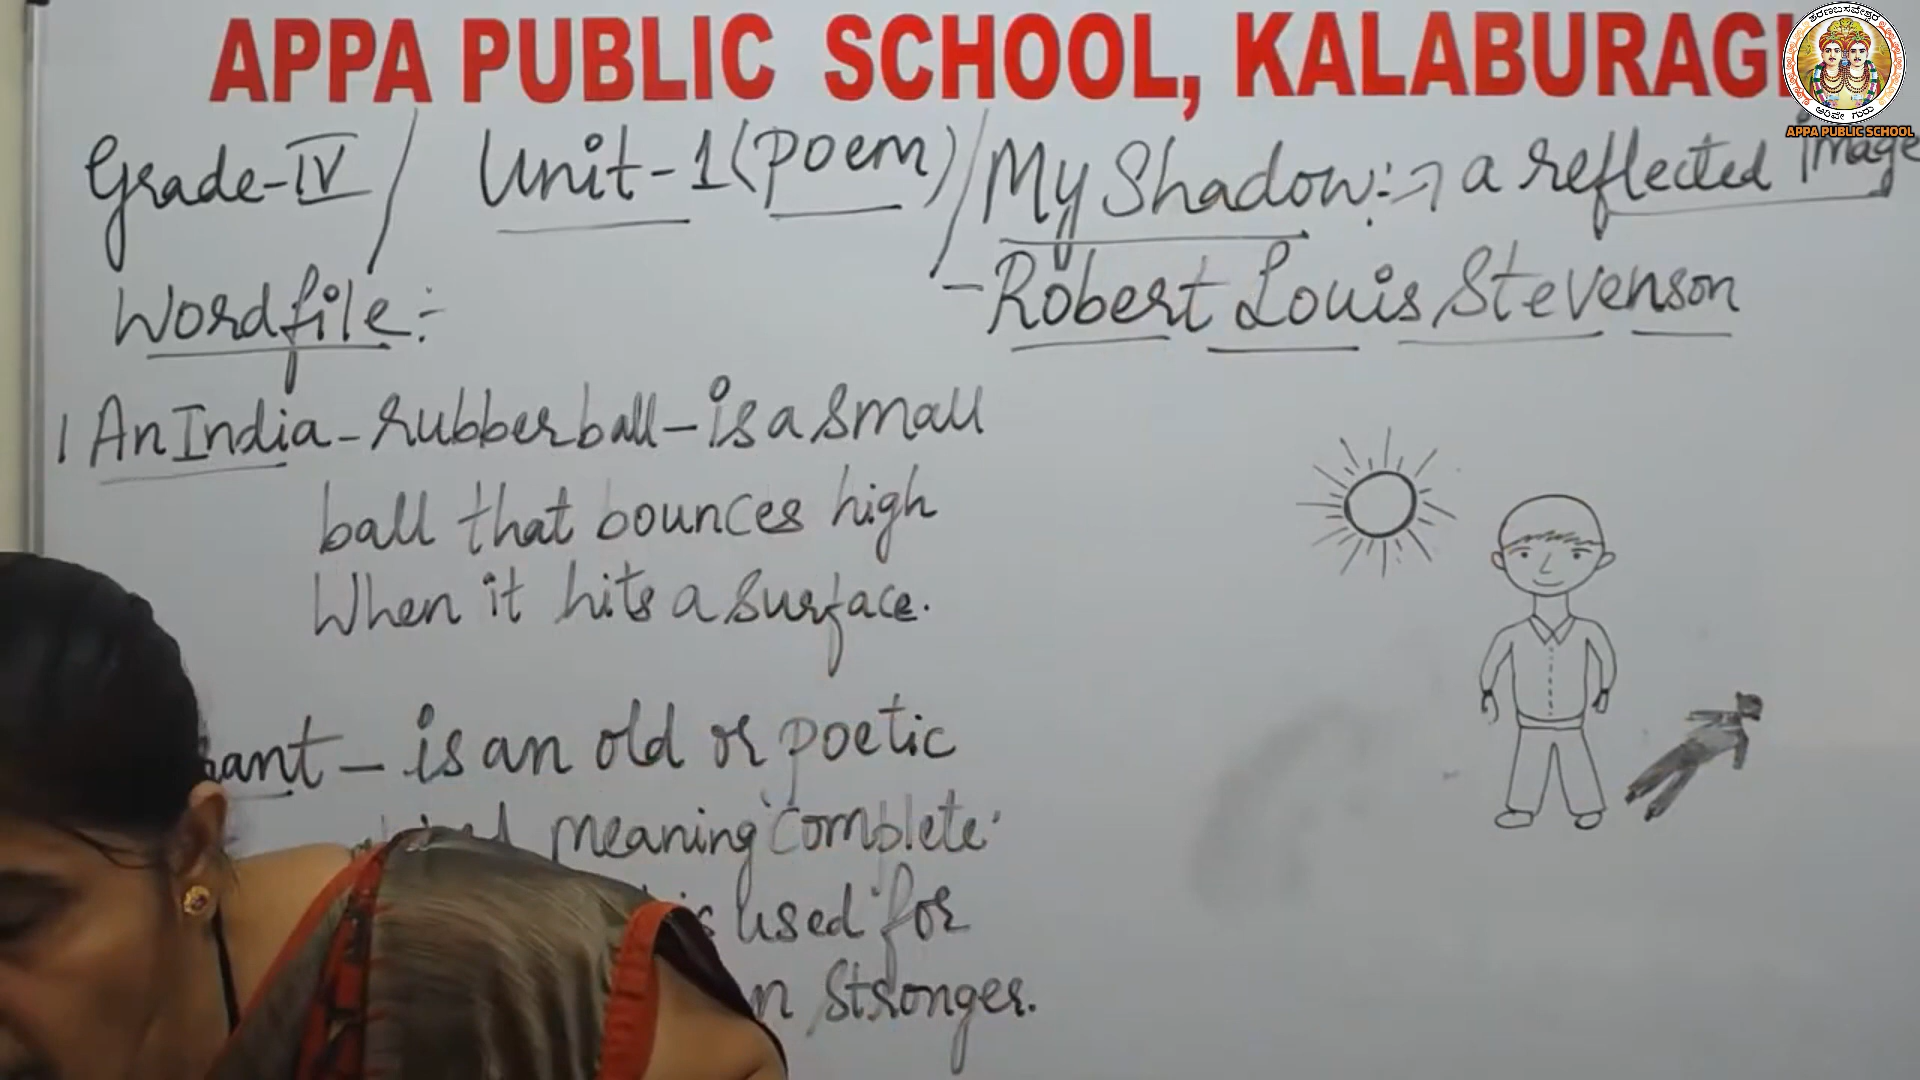 APPA PUBLIC SCHOOL, KALABURAGI
APPA PUBLIC SCHOOL
Grade-IV / Unit-1 (Poem) / My Shadow:-> a reflected image
Word file:- - Robert Louis Stevenson
1 An India-rubber ball - is a small
ball that bounces high
When it hits a surface.
- is an old or poetic
meaning 'complete'
is used for
stronger.